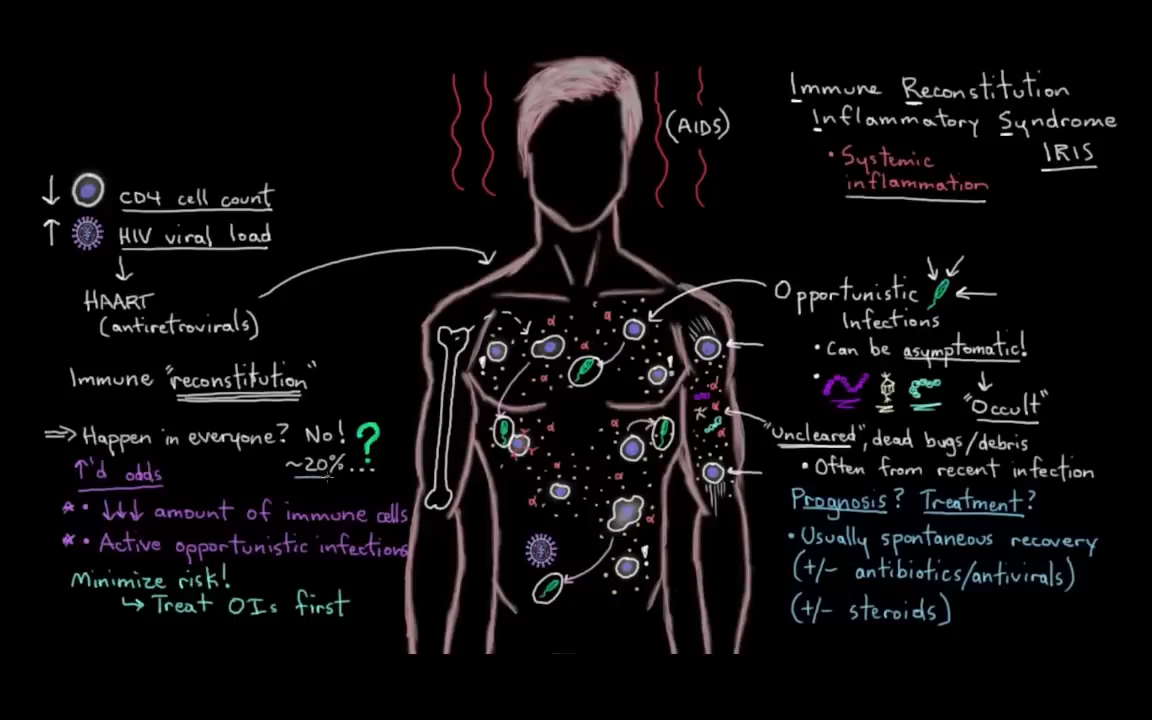 Immune Reconstitution
Inflammatory Syndrome
IRIS
• Systemic
inflammation
(AIDS)
↓ CD4 cell count
↑ HIV viral load
↓
HAART
(antiretrovirals)
Immune "reconstitution"
⇒ Happen in everyone? No! ?
~20%...
↑'d odds
* • ↓↓↓ amount of immune cells
* • Active opportunistic infections
Minimize risk!
↳ Treat OIs first
Opportunistic
Infections
• Can be asymptomatic!
"Occult"
"Uncleared", dead bugs/debris
• Often from recent infection
Prognosis? Treatment?
• Usually spontaneous recovery
(+/- antibiotics/antivirals)
(+/- steroids)